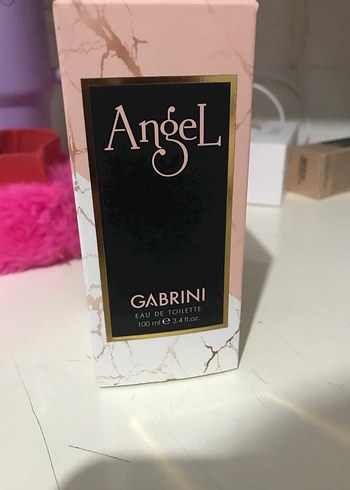 AngeL
GABRINI
EAU DE TOILETTE
100 ml ℮ 3.4 fl.oz.